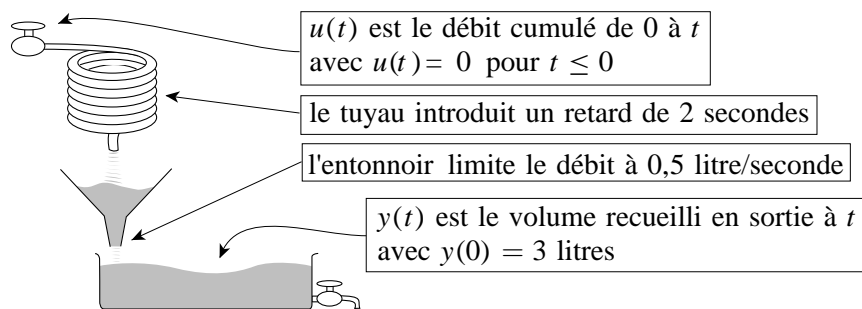 u(t) est le débit cumulé de 0 à t
avec u(t) = 0 pour t ≤ 0
le tuyau introduit un retard de 2 secondes
l'entonnoir limite le débit à 0,5 litre/seconde
y(t) est le volume recueilli en sortie à t
avec y(0) = 3 litres